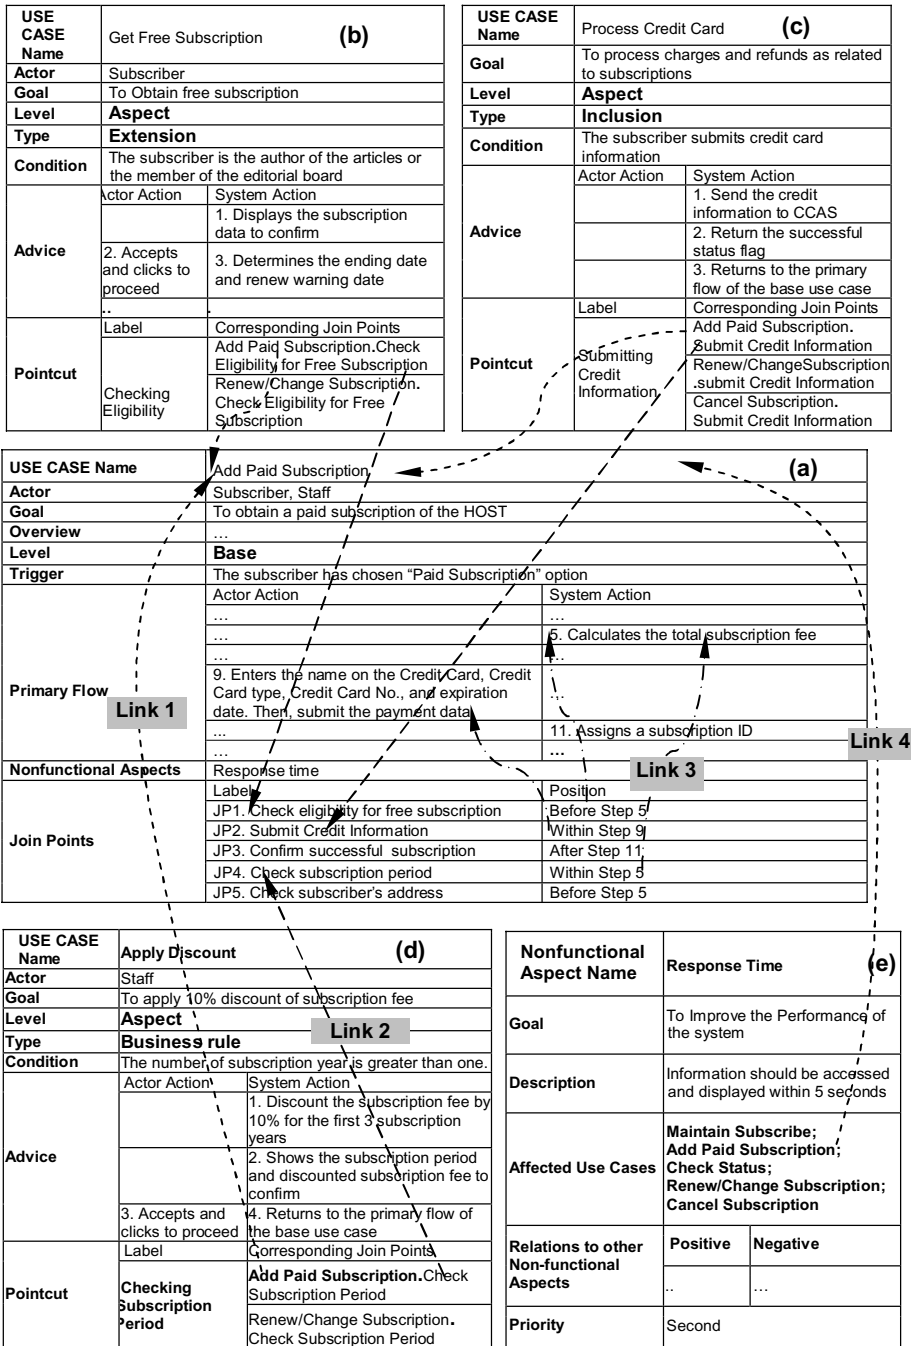 USE CASE Name
Get Free Subscription
(b)
Actor
Subscriber
Goal
To Obtain free subscription
Level
Aspect
Type
Extension
Condition
The subscriber is the author of the articles or
the member of the editorial board
Advice
Actor Action
System Action
1. Displays the subscription
data to confirm
2. Accepts
and clicks to
proceed
3. Determines the ending date
and renew warning date
..
.
Pointcut
Label
Corresponding Join Points
Checking
Eligibility
Add Paid Subscription.Check
Eligibility for Free Subscription
Renew/Change Subscription.
Check Eligibility for Free
Subscription
USE CASE
Name
Process Credit Card
(c)
Goal
To process charges and refunds as related
to subscriptions
Level
Aspect
Type
Inclusion
Condition
The subscriber submits credit card
information
Advice
Actor Action
System Action
1. Send the credit
information to CCAS
2. Return the successful
status flag
3. Returns to the primary
flow of the base use case
Pointcut
Label
Corresponding Join Points
Submitting
Credit
Information
Add Paid Subscription.
Submit Credit Information
Renew/ChangeSubscription
.submit Credit Information
Cancel Subscription.
Submit Credit Information
USE CASE Name
Add Paid Subscription
(a)
Actor
Subscriber, Staff
Goal
To obtain a paid subscription of the HOST
Overview
…
Level
Base
Trigger
The subscriber has chosen “Paid Subscription” option
Primary Flow
Actor Action
System Action
…
…
…
5. Calculates the total subscription fee
…
…
9. Enters the name on the Credit Card, Credit
Card type, Credit Card No., and expiration
date. Then, submit the payment data
…
...
11. Assigns a subscription ID
…
...
Link 1
Link 3
Link 4
Nonfunctional Aspects
Response time
Join Points
Label
Position
JP1. Check eligibility for free subscription
Before Step 5
JP2. Submit Credit Information
Within Step 9
JP3. Confirm successful subscription
After Step 11
JP4. Check subscription period
Within Step 5
JP5. Check subscriber's address
Before Step 5
USE CASE
Name
Apply Discount
(d)
Actor
Staff
Goal
To apply 10% discount of subscription fee
Level
Aspect
Link 2
Type
Business rule
Condition
The number of subscription year is greater than one.
Advice
Actor Action
System Action
1. Discount the subscription fee by
10% for the first 3 subscription
years
2. Shows the subscription period
and discounted subscription fee to
confirm
3. Accepts and
clicks to proceed
4. Returns to the primary flow of
the base use case
Pointcut
Label
Corresponding Join Points
Checking
Subscription
Period
Add Paid Subscription.Check
Subscription Period
Renew/Change Subscription.
Check Subscription Period
Nonfunctional
Aspect Name
Response Time
(e)
Goal
To Improve the Performance of
the system
Description
Information should be accessed
and displayed within 5 seconds
Affected Use Cases
Maintain Subscribe;
Add Paid Subscription;
Check Status;
Renew/Change Subscription;
Cancel Subscription
Relations to other
Non-functional
Aspects
Positive
Negative
..
…
Priority
Second